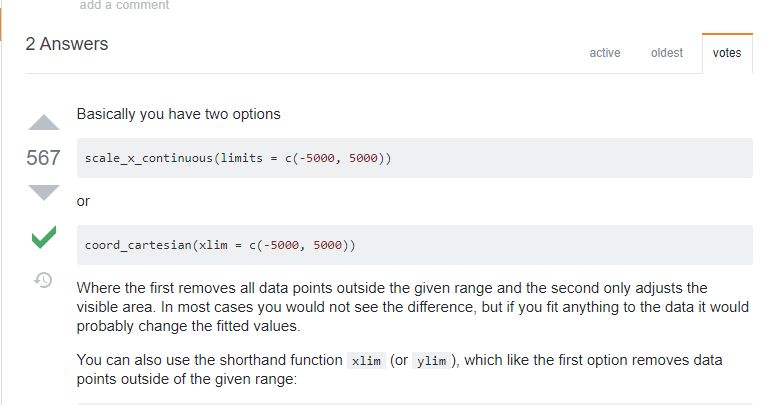 add a comment
2 Answers
active oldest votes
Basically you have two options
567
scale_x_continuous(limits = c(-5000, 5000))
or
coord_cartesian(xlim = c(-5000, 5000))
Where the first removes all data points outside the given range and the second only adjusts the
visible area. In most cases you would not see the difference, but if you fit anything to the data it would
probably change the fitted values.
You can also use the shorthand function xlim (or ylim ), which like the first option removes data
points outside of the given range: